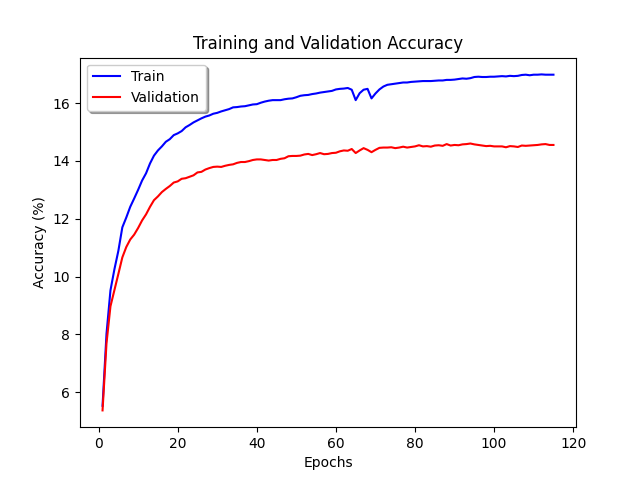 Training and Validation Accuracy
Train
Validation
16
14
12
10
8
6
Accuracy (%)
0 20 40 60 80 100 120
Epochs